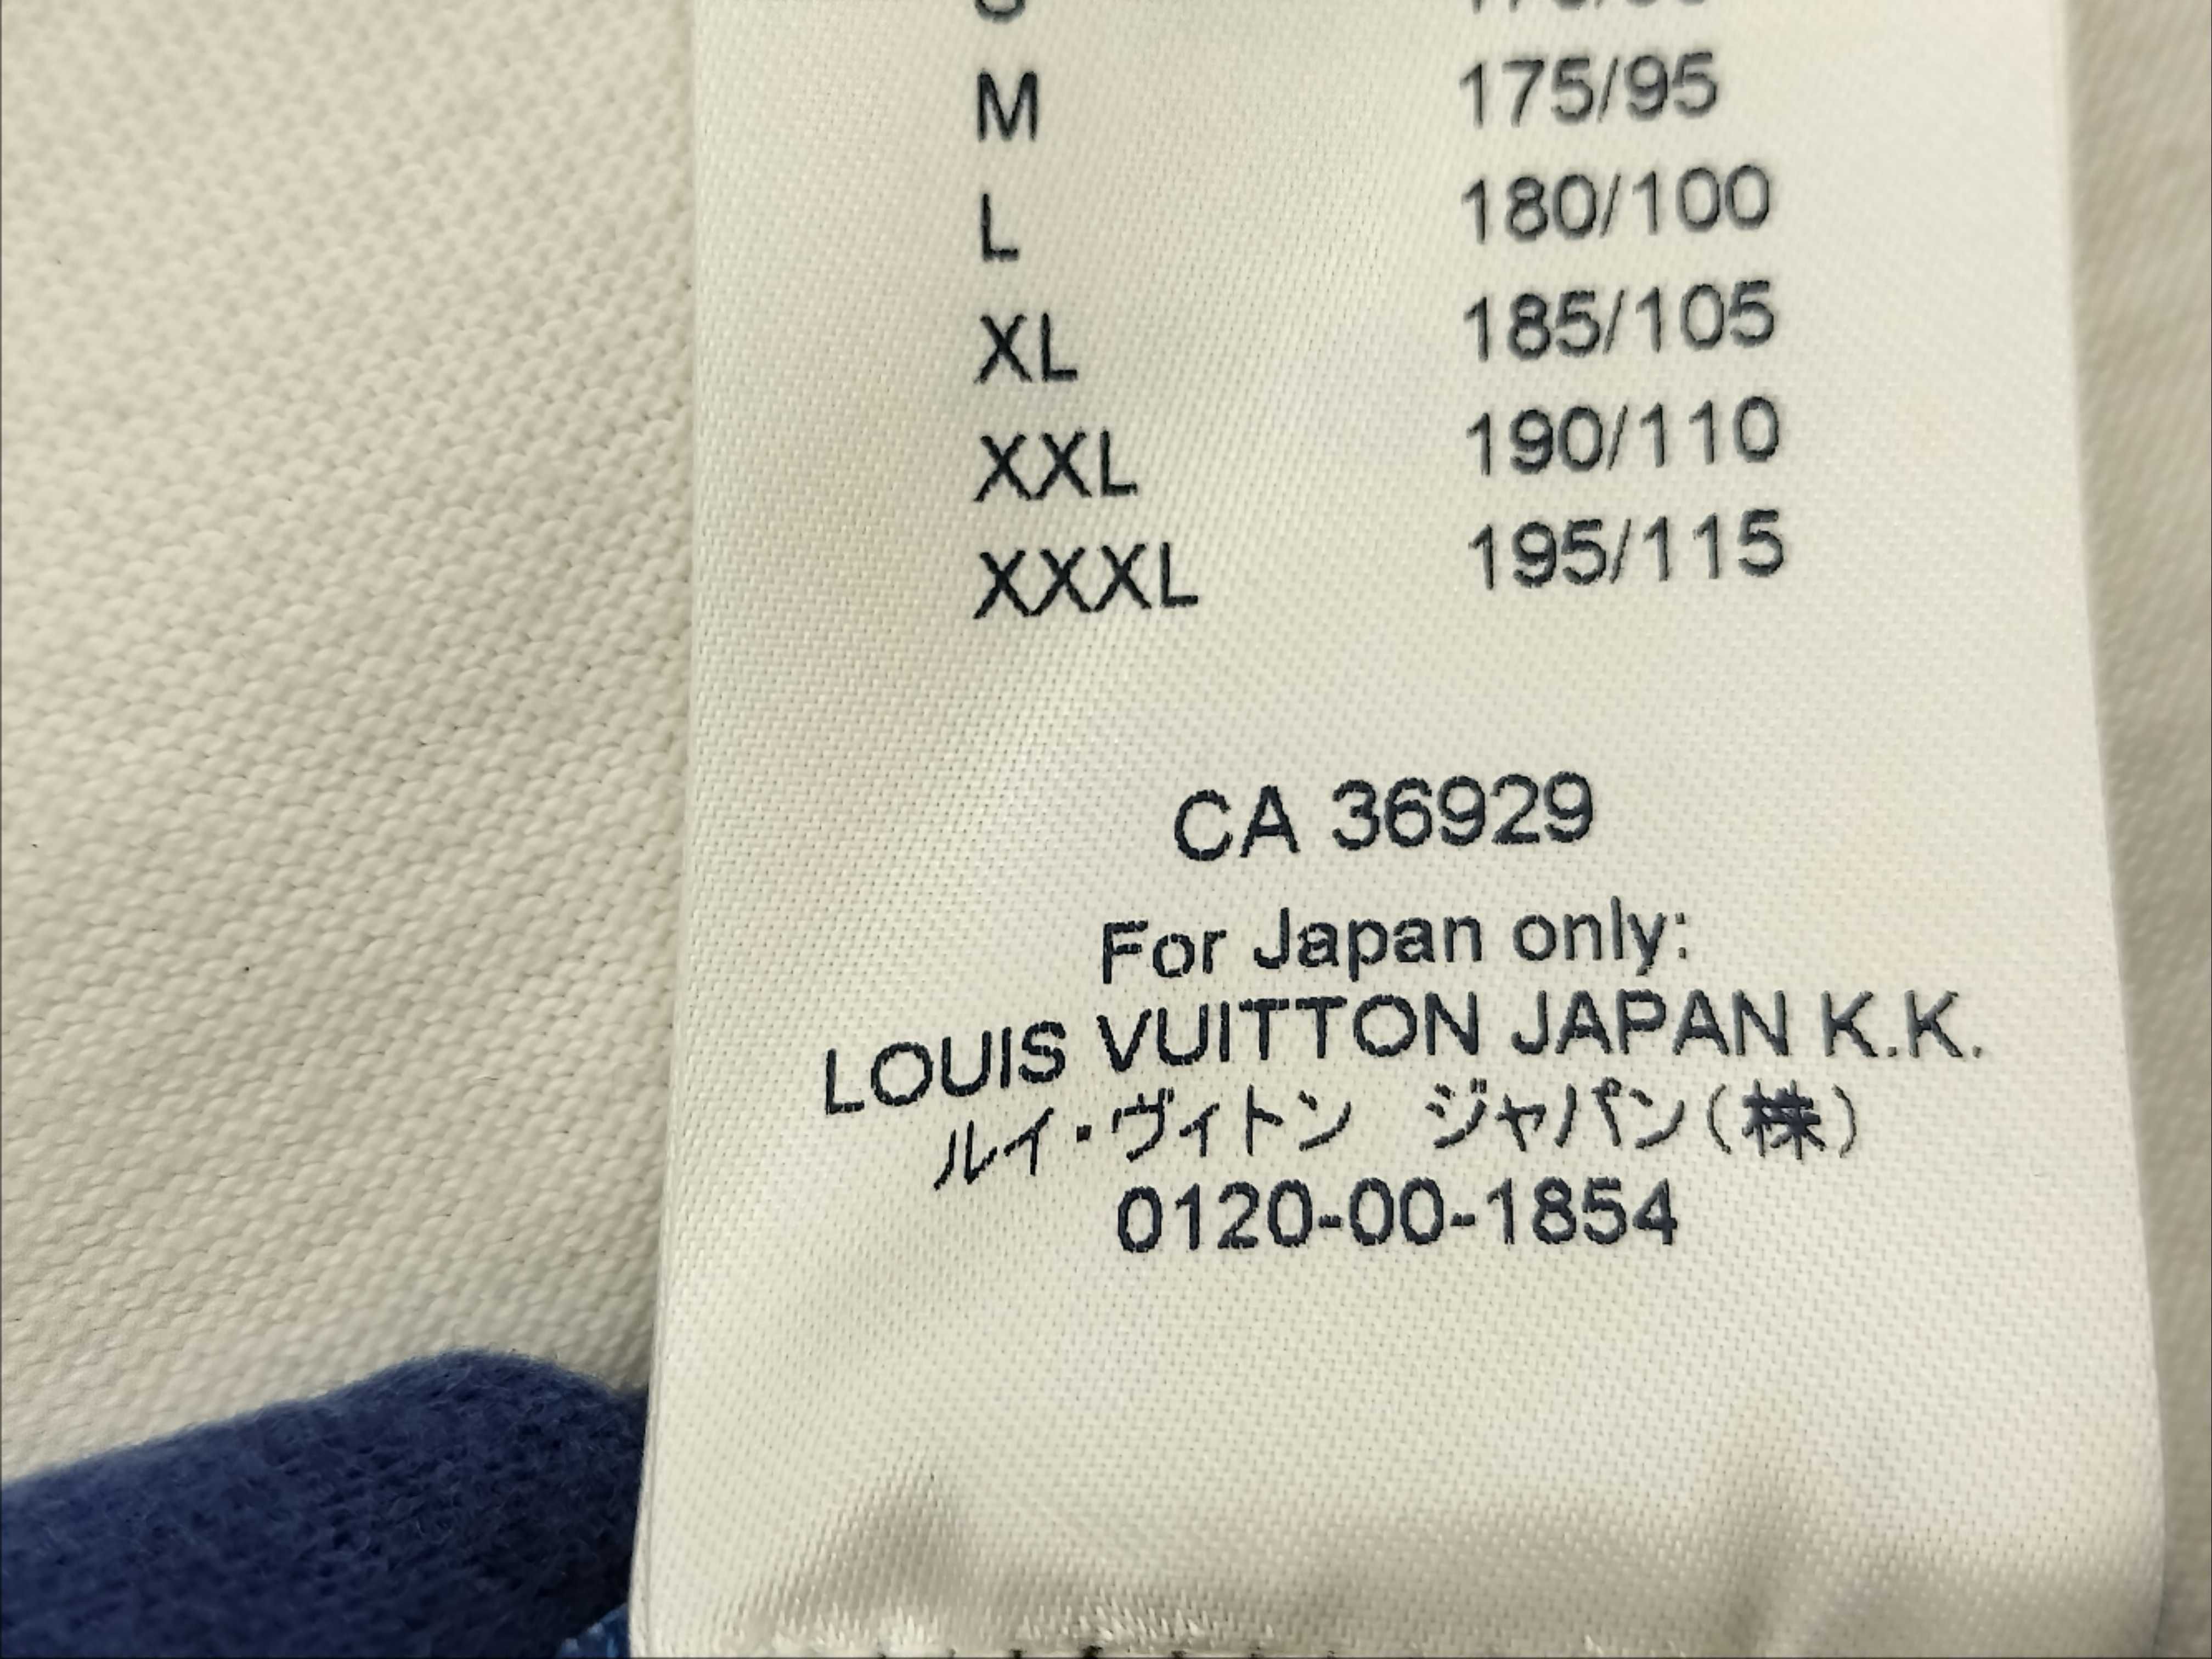 M 175/95
L 180/100
XL 185/105
XXL 190/110
XXXL 195/115
CA 36929
For Japan only:
LOUIS VUITTON JAPAN K.K.
ルイ・ヴィトン ジャパン(株)
0120-00-1854